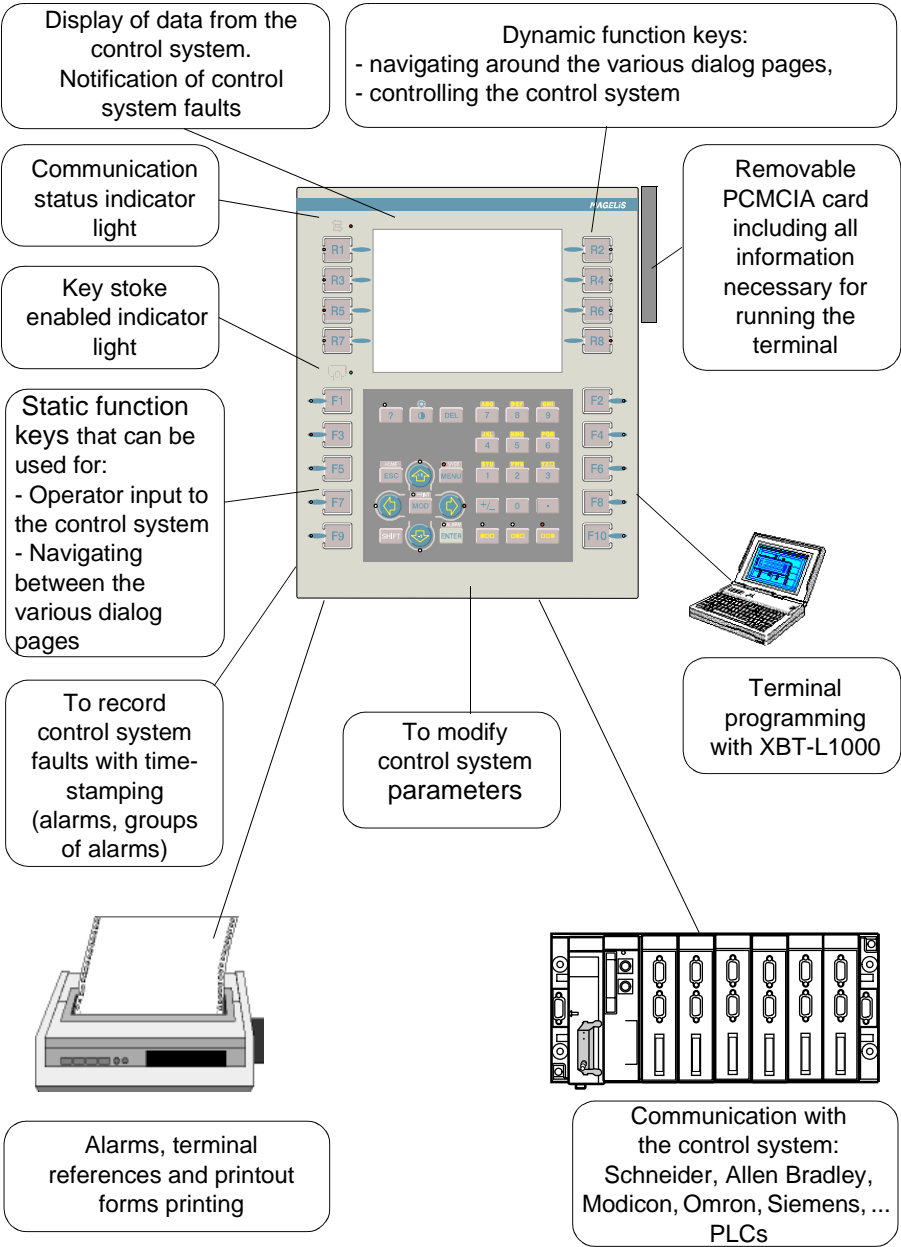 Display of data from the
control system.
Notification of control
system faults
Dynamic function keys:
- navigating around the various dialog pages,
- controlling the control system
Communication
status indicator
light
Removable
PCMCIA card
including all
information
necessary for
running the
terminal
Key stoke
enabled indicator
light
Static function
keys that can be
used for:
- Operator input to
the control system
- Navigating
between the
various dialog
pages
MAGELiS
R1
R2
R3
R4
R5
R6
R7
R8
F1
F2
F3
F4
F5
F6
F7
F8
F9
F10
? DEL 7 8 9
4 5 6
ESC MENU 1 2 3
MOD +/_ 0 .
SHIFT ENTER
To record
control system
faults with time-
stamping
(alarms, groups
of alarms)
To modify
control system
parameters
Terminal
programming
with XBT-L1000
Alarms, terminal
references and printout
forms printing
Communication with
the control system:
Schneider, Allen Bradley,
Modicon, Omron, Siemens, ...
PLCs